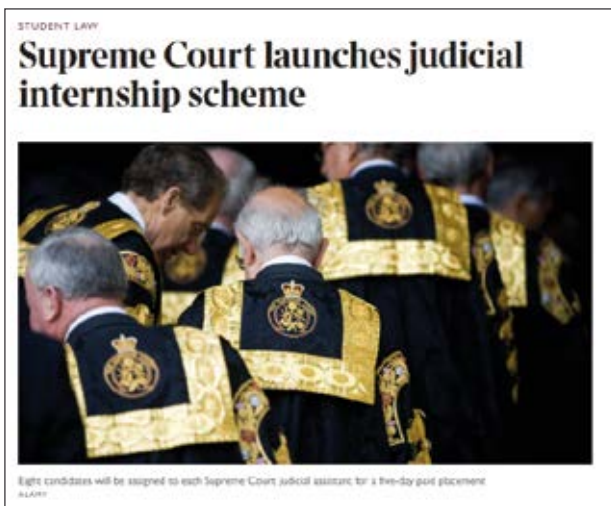 STUDENT LAW
Supreme Court launches judicial
internship scheme
Eight candidates will be assigned to each Supreme Court judicial assistant for a five-day paid placement
ALAMY